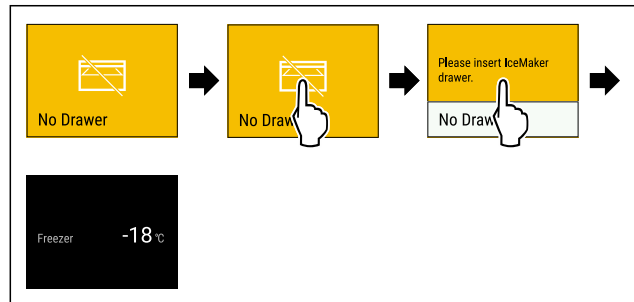 No Drawer
No Draw
Please insert IceMaker
drawer.
No Draw
Freezer -18 °C